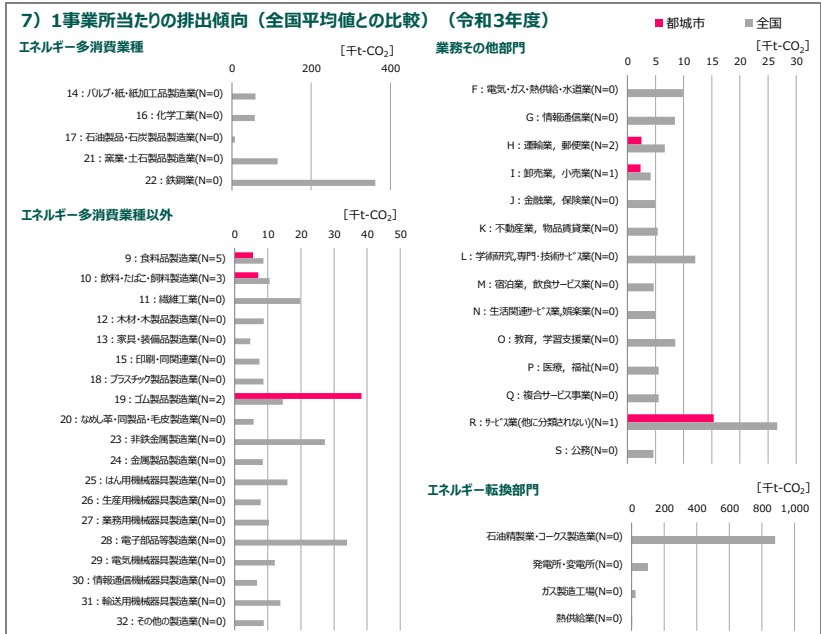 7）1事業所当たりの排出傾向（全国平均値との比較）（令和3年度）
■都城市 ■全国
エネルギー多消費業種
［千t-CO₂］
0 200 400
14：パルプ・紙・紙加工品製造業(N=0)
16：化学工業(N=0)
17：石油製品・石炭製品製造業(N=0)
21：窯業・土石製品製造業(N=0)
22：鉄鋼業(N=0)
エネルギー多消費業種以外
［千t-CO₂］
0 10 20 30 40 50
9：食料品製造業(N=5)
10：飲料・たばこ・飼料製造業(N=3)
11：繊維工業(N=0)
12：木材・木製品製造業(N=0)
13：家具・装備品製造業(N=0)
15：印刷・同関連業(N=0)
18：プラスチック製品製造業(N=0)
19：ゴム製品製造業(N=2)
20：なめし革・同製品・毛皮製造業(N=0)
23：非鉄金属製造業(N=0)
24：金属製品製造業(N=0)
25：はん用機械器具製造業(N=0)
26：生産用機械器具製造業(N=0)
27：業務用機械器具製造業(N=0)
28：電子部品等製造業(N=0)
29：電気機械器具製造業(N=0)
30：情報通信機械器具製造業(N=0)
31：輸送用機械器具製造業(N=0)
32：その他の製造業(N=0)
業務その他部門
［千t-CO₂］
0 5 10 15 20 25 30
F：電気・ガス・熱供給・水道業(N=0)
G：情報通信業(N=0)
H：運輸業，郵便業(N=2)
I：卸売業，小売業(N=1)
J：金融業，保険業(N=0)
K：不動産業，物品賃貸業(N=0)
L：学術研究,専門・技術ｻｰﾋﾞｽ業(N=0)
M：宿泊業，飲食サービス業(N=0)
N：生活関連ｻｰﾋﾞｽ業,娯楽業(N=0)
O：教育，学習支援業(N=0)
P：医療，福祉(N=0)
Q：複合サービス事業(N=0)
R：ｻｰﾋﾞｽ業(他に分類されない)(N=1)
S：公務(N=0)
エネルギー転換部門
［千t-CO₂］
0 200 400 600 800 1,000
石油精製業・コークス製造業(N=0)
発電所・変電所(N=0)
ガス製造工場(N=0)
熱供給業(N=0)